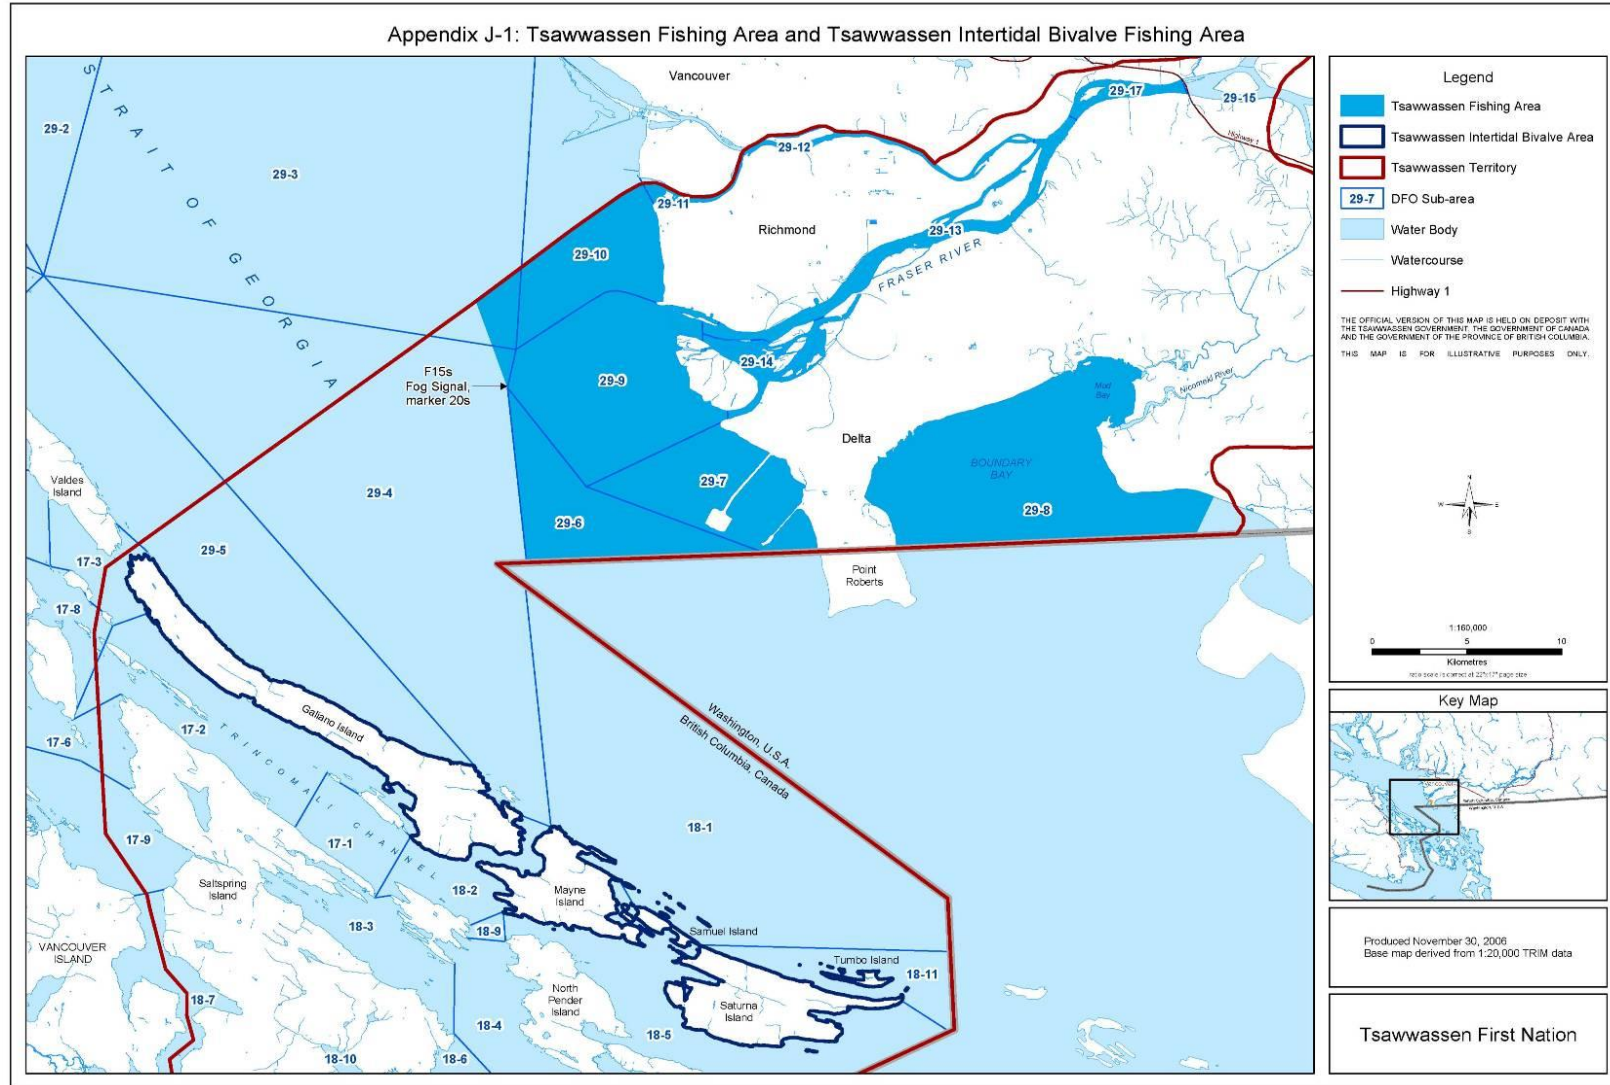 Appendix J-1: Tsawwassen Fishing Area and Tsawwassen Intertidal Bivalve Fishing Area
Vancouver
29-17
29-15
Highway 1
29-2
STRAIT OF GEORGIA
29-3
29-12
29-11
Richmond
29-13
FRASER RIVER
29-10
29-14
F15s
Fog Signal,
marker 20s
29-9
Mud
Bay
Nicomekl River
Delta
BOUNDARY
BAY
Valdes
Island
29-4
29-7
29-8
29-6
29-5
17-3
Point
Roberts
17-8
Galiano Island
17-2
TRINCOMALI CHANNEL
17-6
Washington, U.S.A.
British Columbia, Canada
18-1
17-9
17-1
Saltspring
Island
18-2
Mayne
Island
18-3
18-9
Samuel Island
VANCOUVER
ISLAND
Tumbo Island
18-11
18-7
North
Pender
Island
Saturna
Island
18-4
18-5
18-10
18-6
Legend
Tsawwassen Fishing Area
Tsawwassen Intertidal Bivalve Area
Tsawwassen Territory
29-7 DFO Sub-area
Water Body
Watercourse
Highway 1
THE OFFICIAL VERSION OF THIS MAP IS HELD ON DEPOSIT WITH
THE TSAWWASSEN GOVERNMENT, THE GOVERNMENT OF CANADA
AND THE GOVERNMENT OF THE PROVINCE OF BRITISH COLUMBIA.
THIS MAP IS FOR ILLUSTRATIVE PURPOSES ONLY.
N
W E
S
1:160,000
0 5 10
Kilometres
ratio scale is correct at 22"x17" page size
Key Map
Produced November 30, 2006
Base map derived from 1:20,000 TRIM data
Tsawwassen First Nation